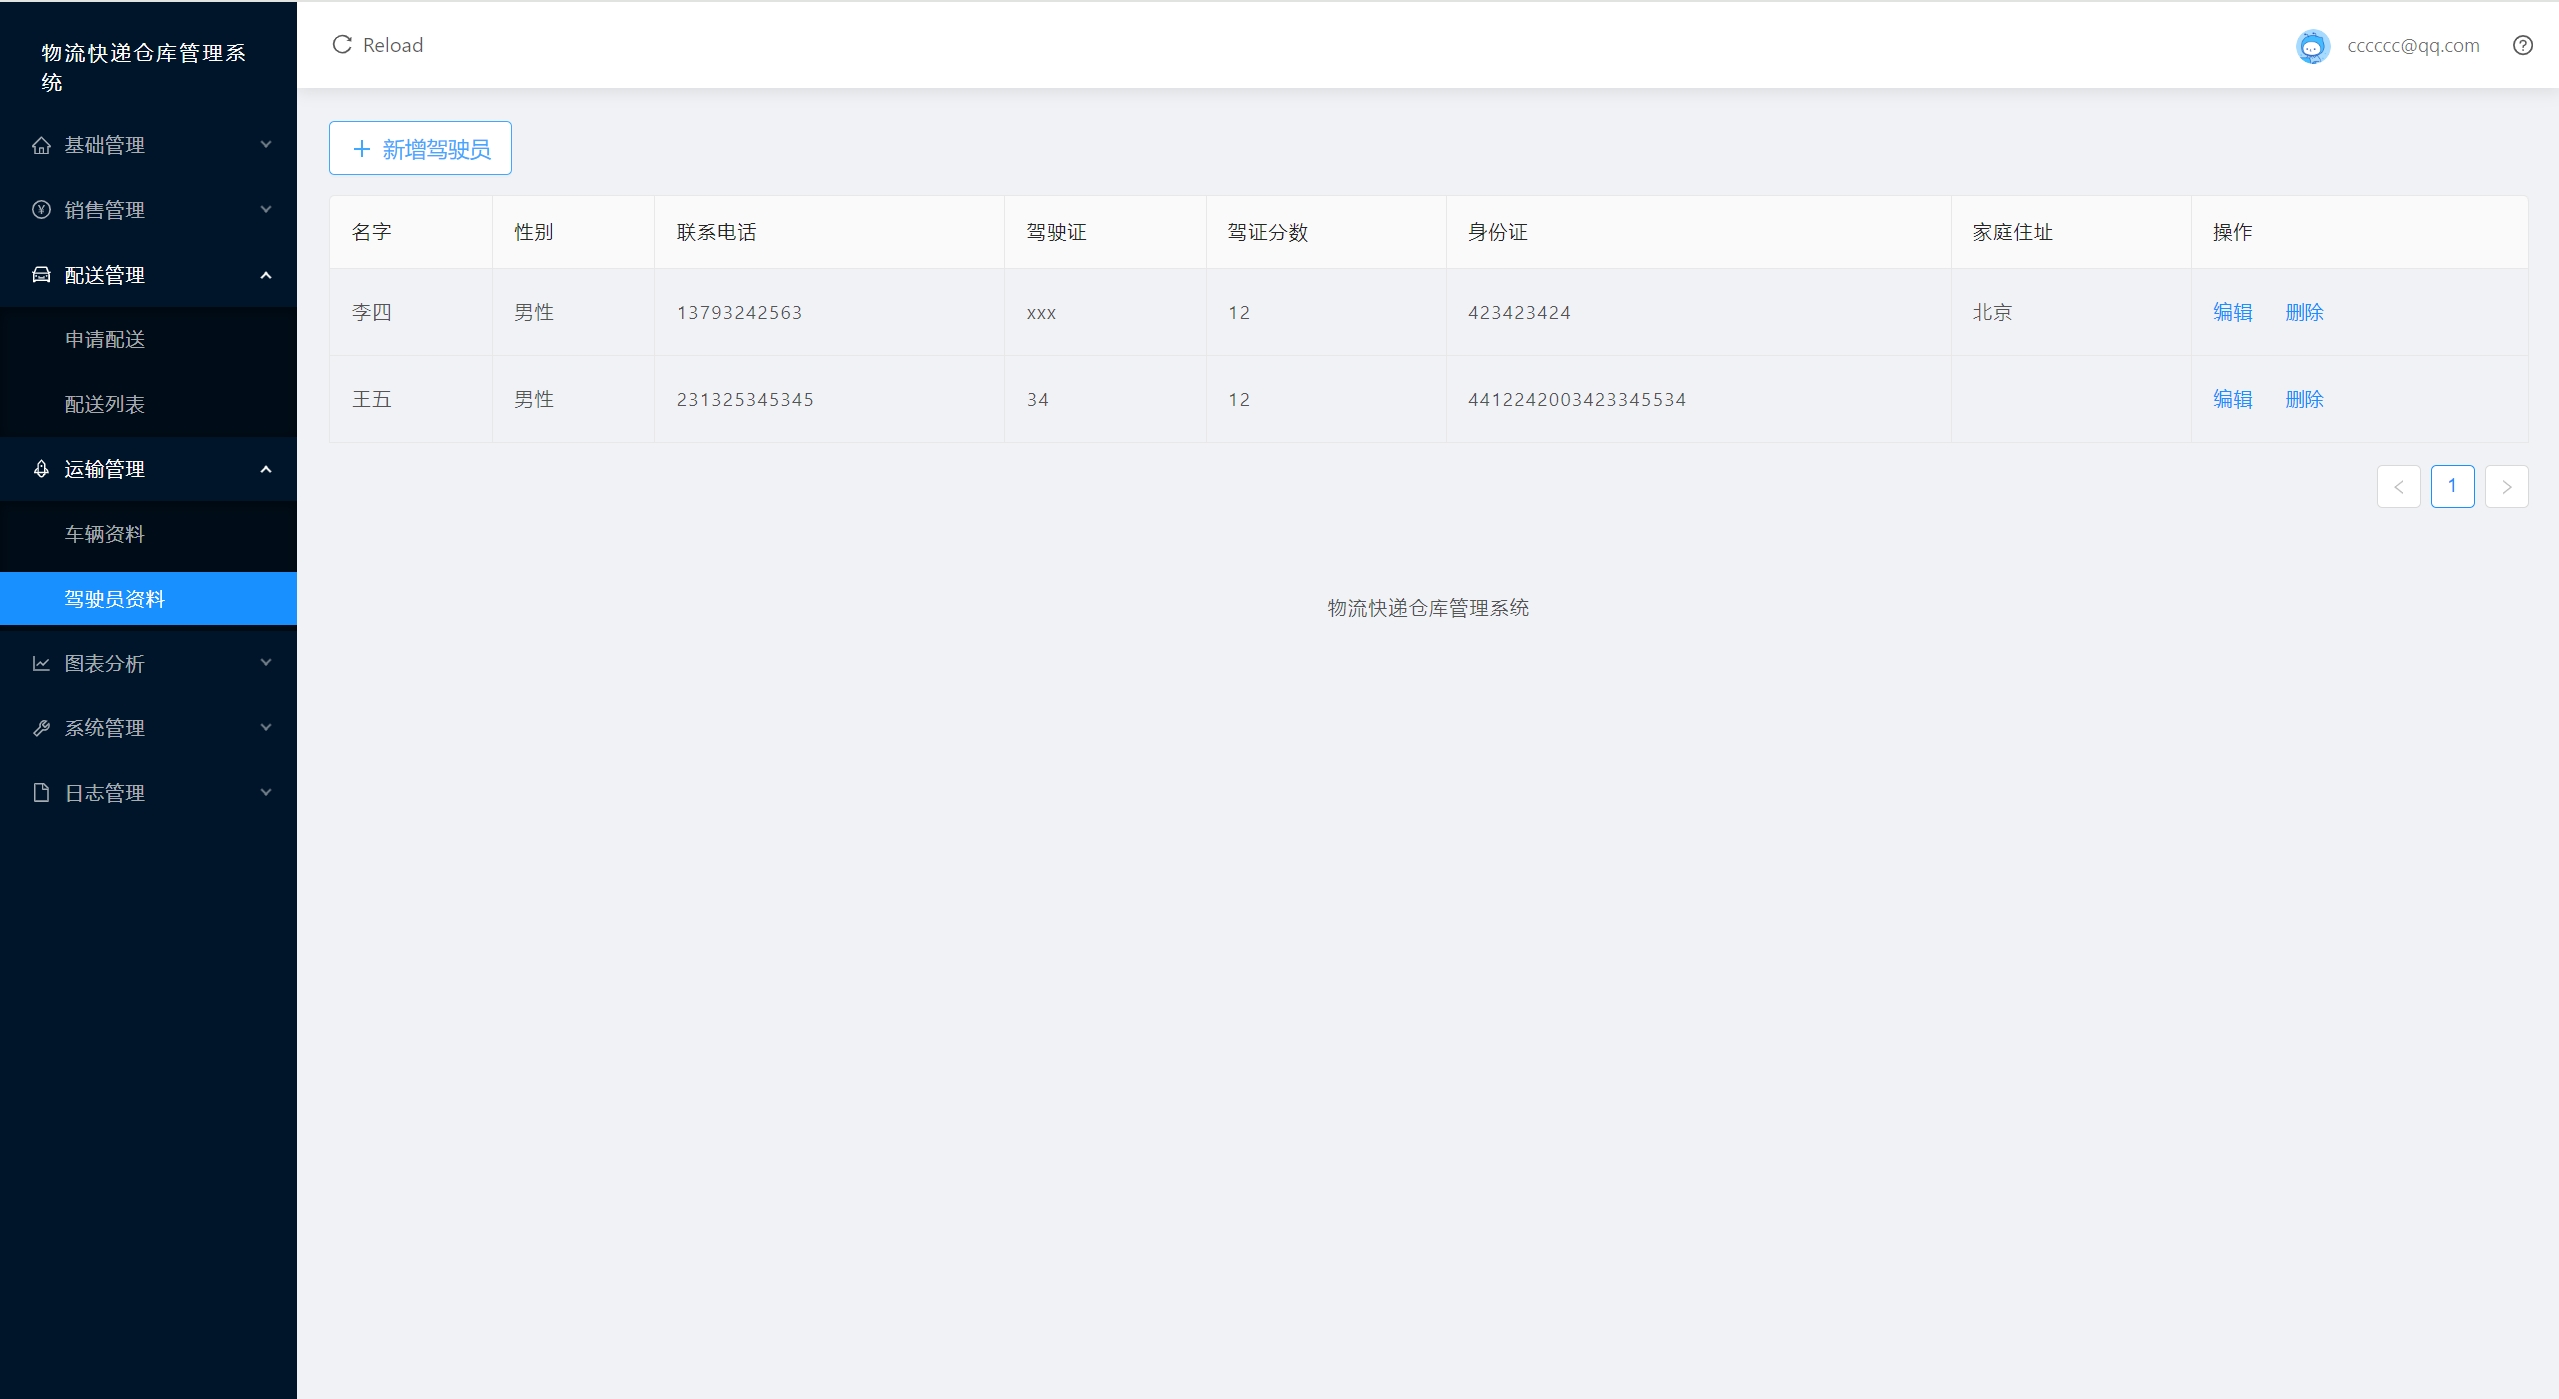 物流快递仓库管理系
统
基础管理
销售管理
配送管理
申请配送
配送列表
运输管理
车辆资料
驾驶员资料
图表分析
系统管理
日志管理
Reload
cccccc@qq.com
新增驾驶员
名字 性别 联系电话 驾驶证 驾证分数 身份证 家庭住址 操作
李四 男性 13793242563 xxx 12 423423424 北京 编辑 删除
王五 男性 231325345345 34 12 4412242003423345534 编辑 删除
1
物流快递仓库管理系统